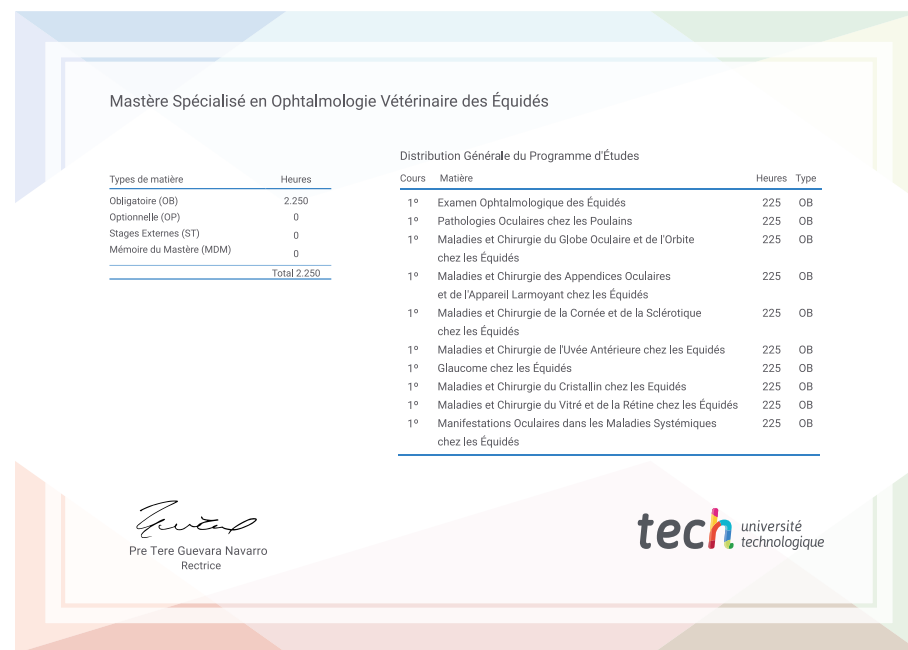 Mastère Spécialisé en Ophtalmologie Vétérinaire des Équidés
Types de matière Heures
Obligatoire (OB) 2.250
Optionnelle (OP) 0
Stages Externes (ST) 0
Mémoire du Mastère (MDM) 0
Total 2.250
Distribution Générale du Programme d'Études
Cours Matière Heures Type
1º Examen Ophtalmologique des Équidés 225 OB
1º Pathologies Oculaires chez les Poulains 225 OB
1º Maladies et Chirurgie du Globe Oculaire et de l'Orbite 225 OB
chez les Équidés
1º Maladies et Chirurgie des Appendices Oculaires 225 OB
et de l'Appareil Larmoyant chez les Équidés
1º Maladies et Chirurgie de la Cornée et de la Sclérotique 225 OB
chez les Équidés
1º Maladies et Chirurgie de l'Uvée Antérieure chez les Equidés 225 OB
1º Glaucome chez les Équidés 225 OB
1º Maladies et Chirurgie du Cristallin chez les Equidés 225 OB
1º Maladies et Chirurgie du Vitré et de la Rétine chez les Équidés 225 OB
1º Manifestations Oculaires dans les Maladies Systémiques 225 OB
chez les Équidés
Pre Tere Guevara Navarro
Rectrice
tech université
technologique